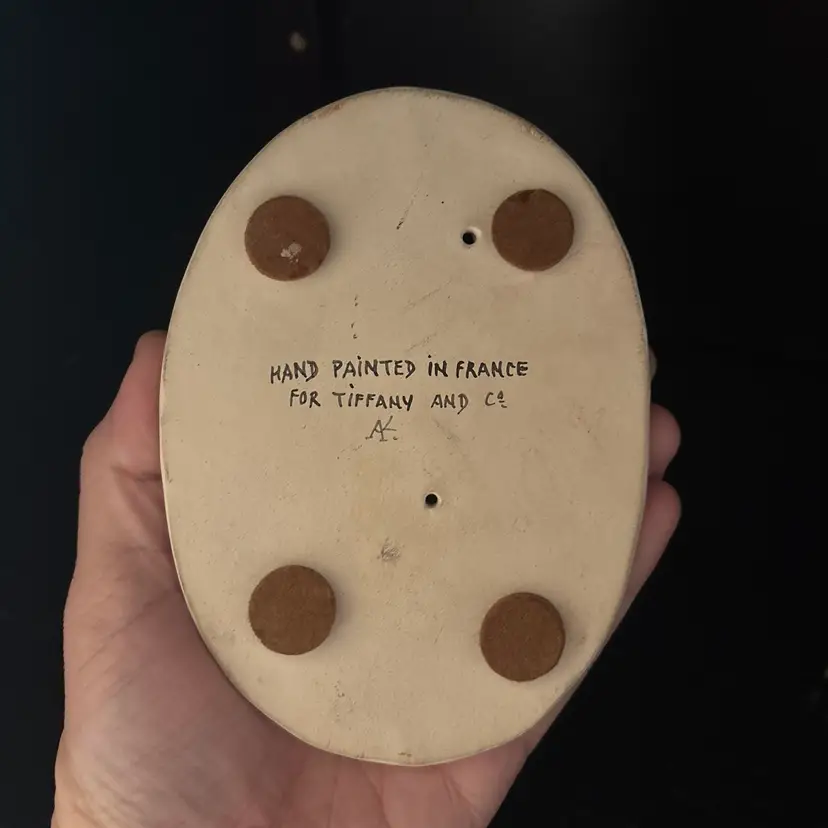 HAND PAINTED iN FRANCE
FOR TiFFANY AND Cº
AK.